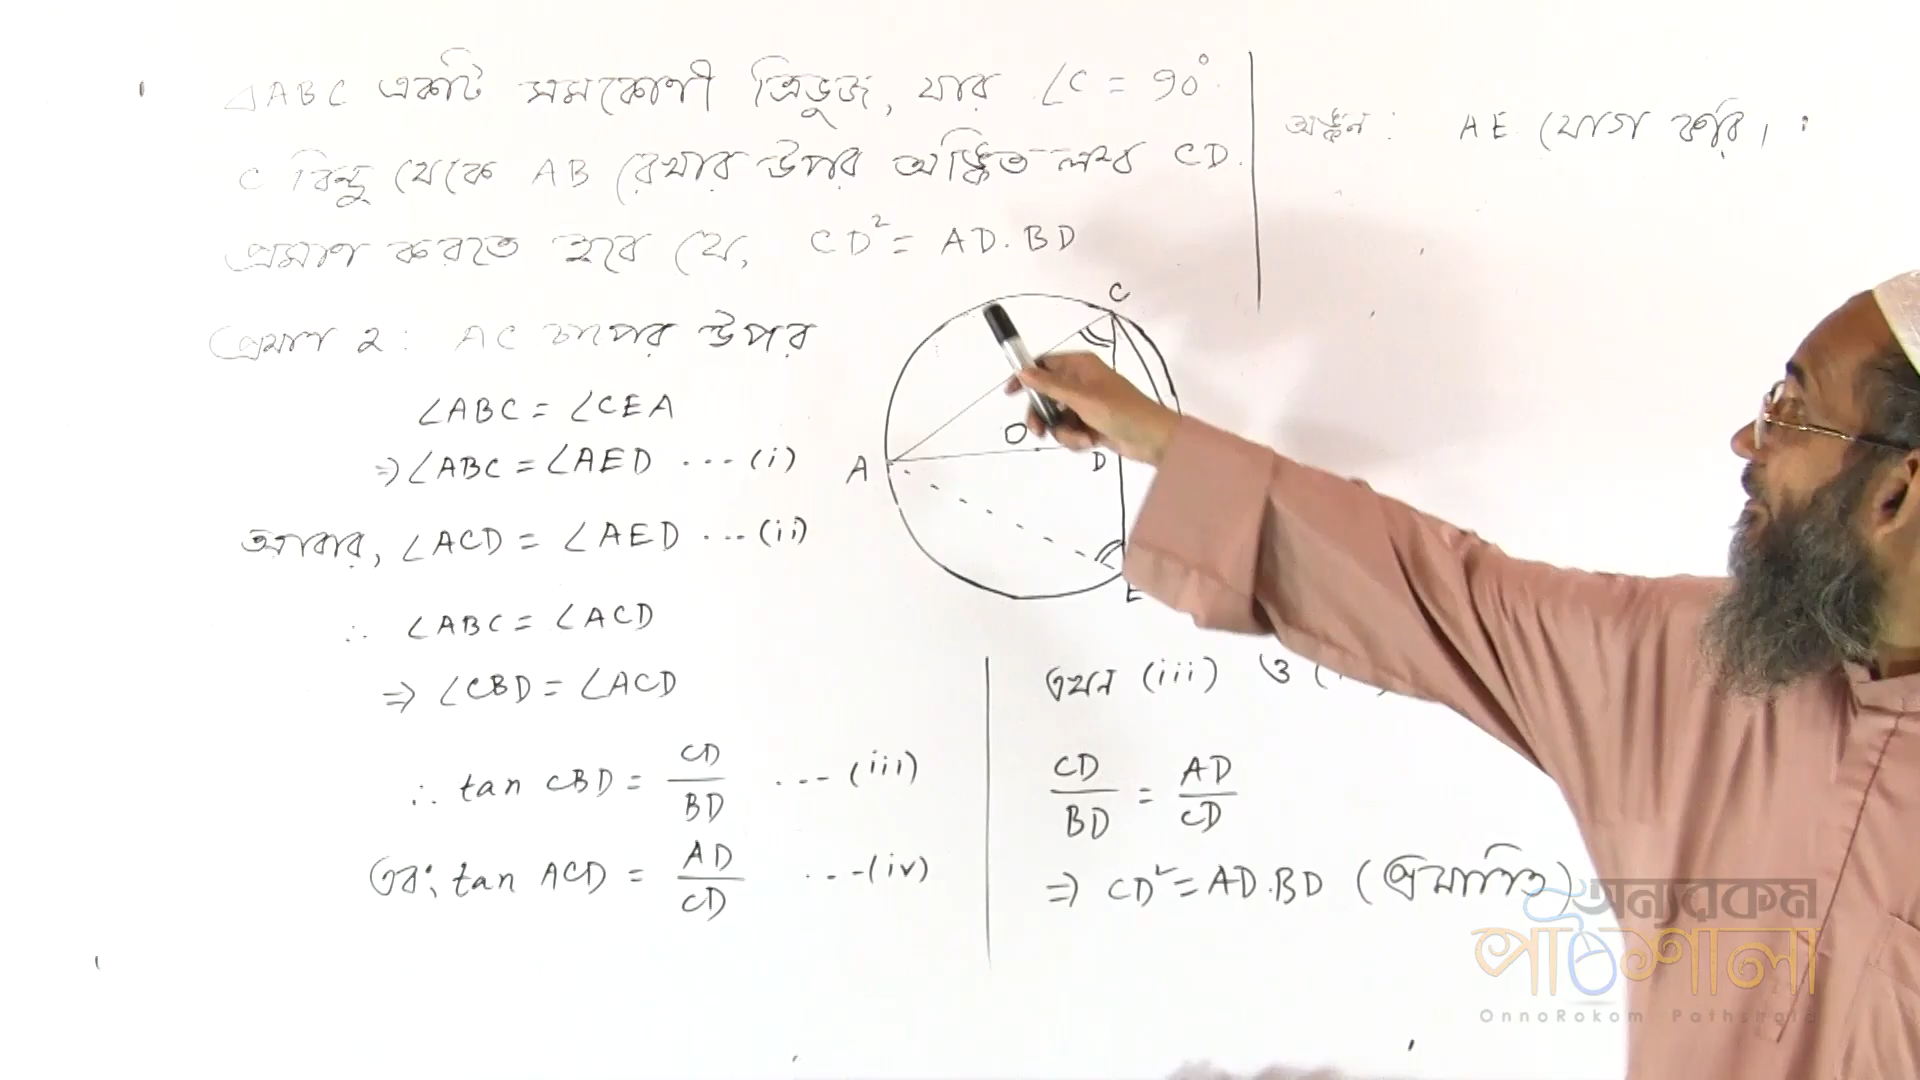 △ABC একটি সমকোণী ত্রিভুজ, যার ∠C = 90°.
C বিন্দু থেকে AB রেখার উপর অঙ্কিত লম্ব CD.
প্রমাণ করতে হবে যে, CD² = AD.BD
অঙ্কন: AE যোগ করি।
প্রমাণ ২: AC চাপের উপর
∠ABC = ∠CEA
⇒ ∠ABC = ∠AED ... (i)
আবার, ∠ACD = ∠AED ... (ii)
∴ ∠ABC = ∠ACD
⇒ ∠CBD = ∠ACD
∴ tan CBD = CD/BD ... (iii)
এবং tan ACD = AD/CD ... (iv)
C
O
A
D
E
এখন (iii) ও (
CD/BD = AD/CD
⇒ CD² = AD.BD (প্রমাণিত)
অন্যরকম
পাঠশালা
OnnoRokom Pathshala